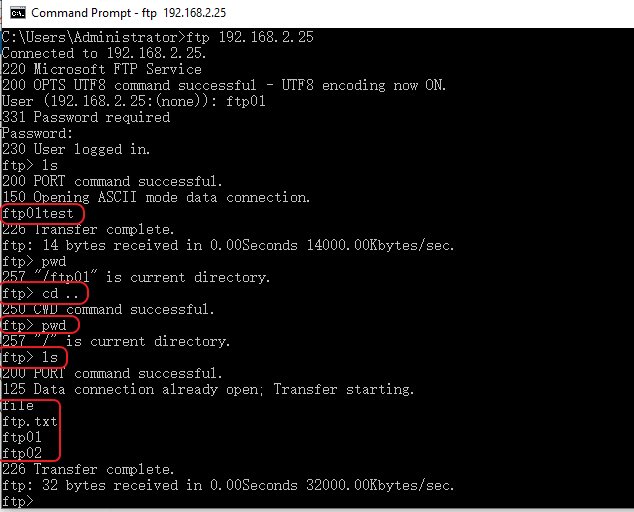 Command Prompt - ftp  192.168.2.25
C:\Users\Administrator>ftp 192.168.2.25
Connected to 192.168.2.25.
220 Microsoft FTP Service
200 OPTS UTF8 command successful - UTF8 encoding now ON.
User (192.168.2.25:(none)): ftp01
331 Password required
Password:
230 User logged in.
ftp> ls
200 PORT command successful.
150 Opening ASCII mode data connection.
ftp01test
226 Transfer complete.
ftp: 14 bytes received in 0.00Seconds 14000.00Kbytes/sec.
ftp> pwd
257 "/ftp01" is current directory.
ftp> cd ..
250 CWD command successful.
ftp> pwd
257 "/" is current directory.
ftp> ls
200 PORT command successful.
125 Data connection already open; Transfer starting.
file
ftp.txt
ftp01
ftp02
226 Transfer complete.
ftp: 32 bytes received in 0.00Seconds 32000.00Kbytes/sec.
ftp>